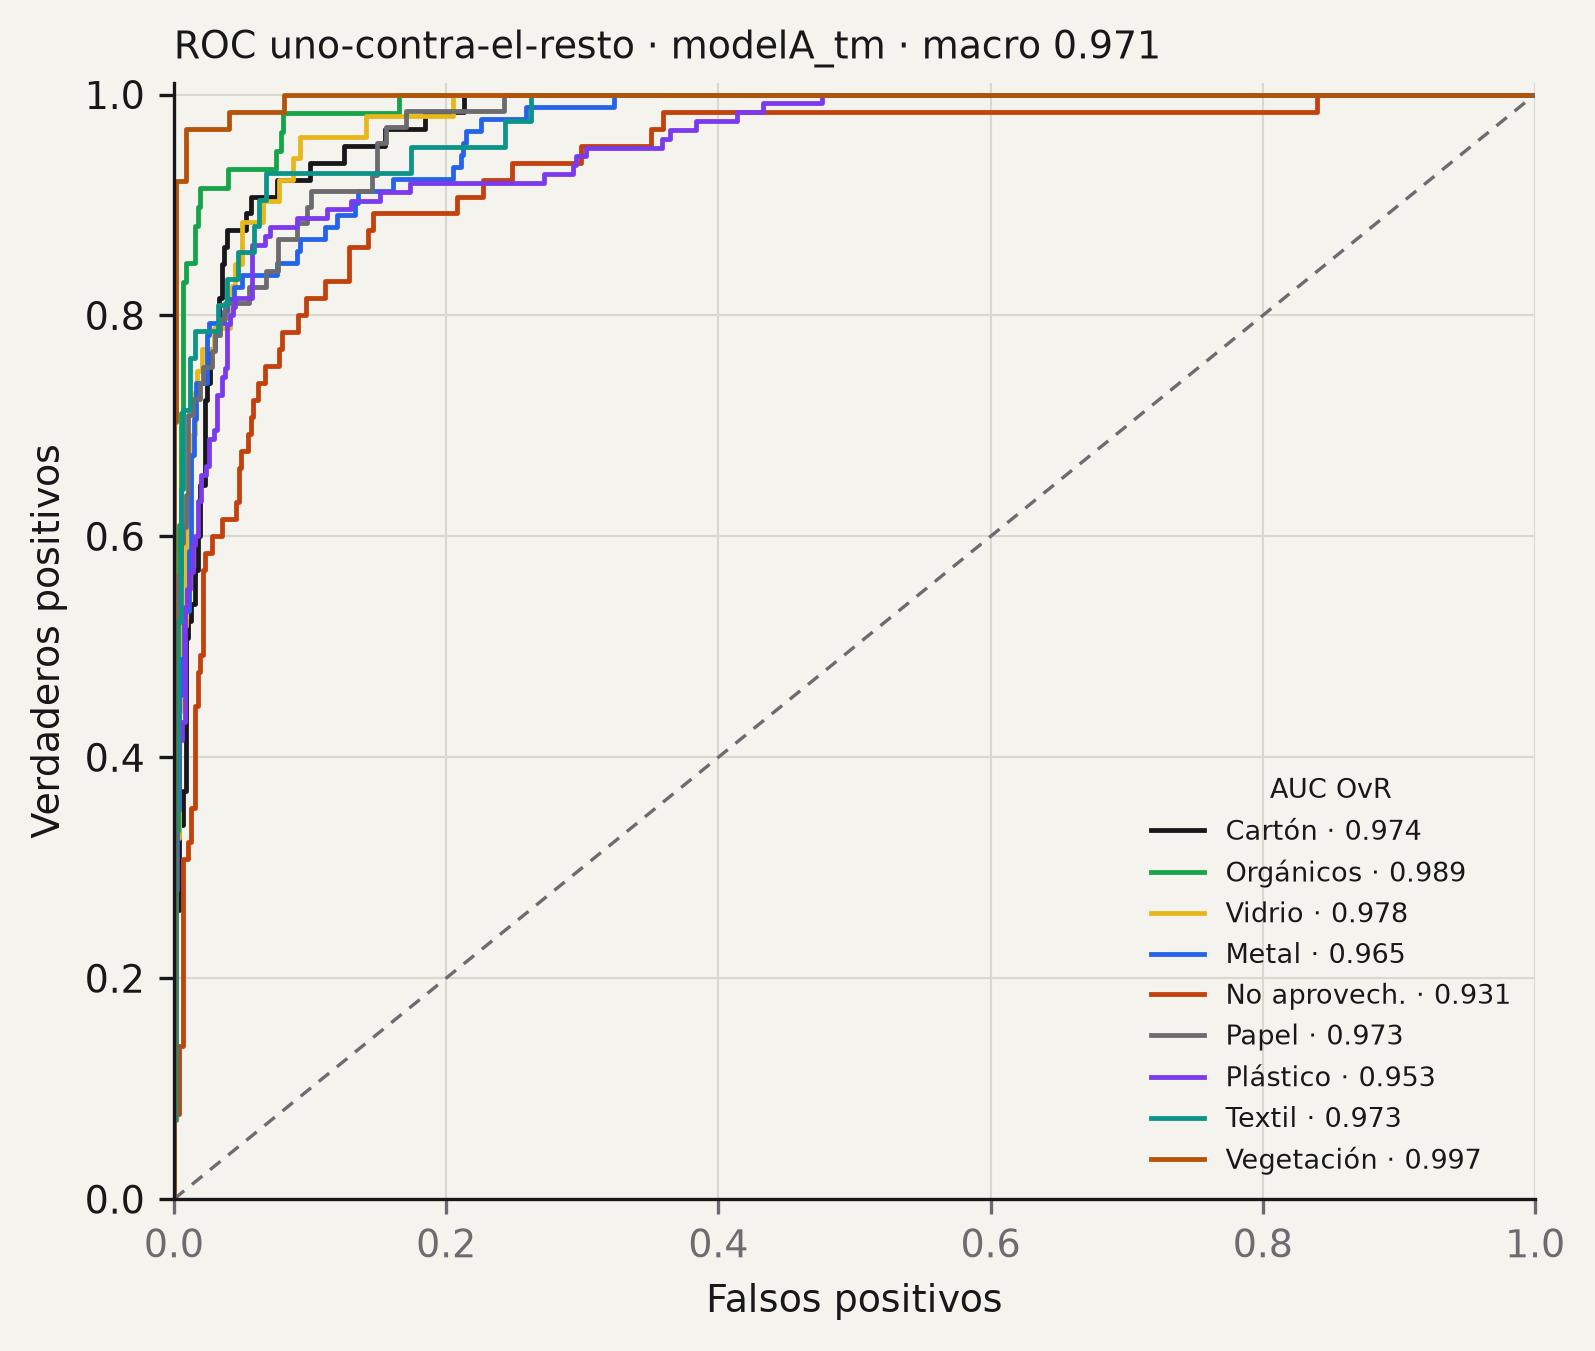 ROC uno-contra-el-resto · modelA_tm · macro 0.971
1.0
0.8
0.6
0.4
0.2
0.0
Verdaderos positivos
AUC OvR
Cartón · 0.974
Orgánicos · 0.989
Vidrio · 0.978
Metal · 0.965
No aprovech. · 0.931
Papel · 0.973
Plástico · 0.953
Textil · 0.973
Vegetación · 0.997
0.0 0.2 0.4 0.6 0.8 1.0
Falsos positivos